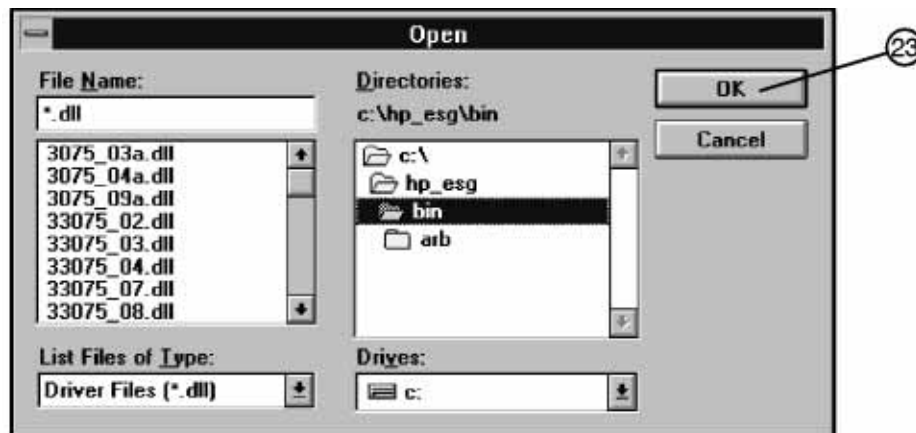 Open
File Name:
*.dll
3075_03a.dll
3075_04a.dll
3075_09a.dll
33075_02.dll
33075_03.dll
33075_04.dll
33075_07.dll
33075_08.dll
List Files of Type:
Driver Files (*.dll)
Directories:
c:\hp_esg\bin
c:\
hp_esg
bin
arb
Drives:
c:
OK
Cancel
23